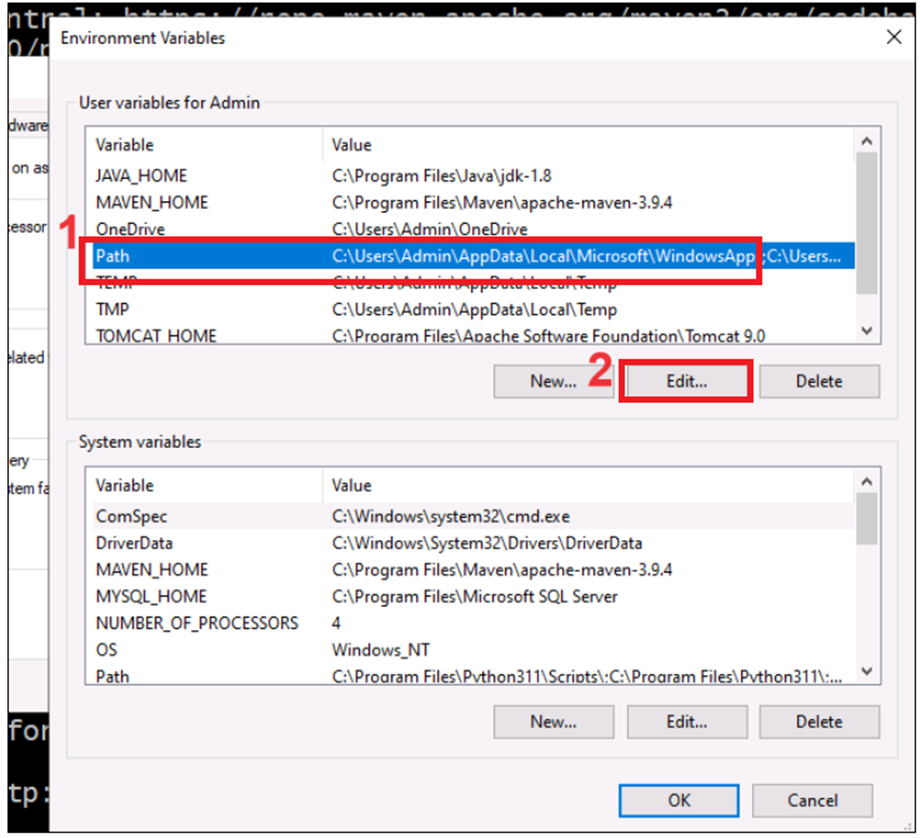 ntral: https://repo.maven.apache.org/maven2/org/codeha
0/r
Environment Variables
User variables for Admin
dware
Variable Value
on as
JAVA_HOME C:\Program Files\Java\jdk-1.8
MAVEN_HOME C:\Program Files\Maven\apache-maven-3.9.4
cessor
1
OneDrive C:\Users\Admin\OneDrive
Path C:\Users\Admin\AppData\Local\Microsoft\WindowsApp ;C:\Users...
TEMP C:\Users\Admin\AppData\Local\Temp
TMP C:\Users\Admin\AppData\Local\Temp
TOMCAT_HOME C:\Program Files\Apache Software Foundation\Tomcat 9.0
elated
New... 2 Edit... Delete
System variables
ery
Variable Value
tem fa
ComSpec C:\Windows\system32\cmd.exe
DriverData C:\Windows\System32\Drivers\DriverData
MAVEN_HOME C:\Program Files\Maven\apache-maven-3.9.4
MYSQL_HOME C:\Program Files\Microsoft SQL Server
NUMBER_OF_PROCESSORS 4
OS Windows_NT
Path C:\Program Files\Python311\Scripts\;C:\Program Files\Python311\;...
New... Edit... Delete
for
tp:
OK Cancel